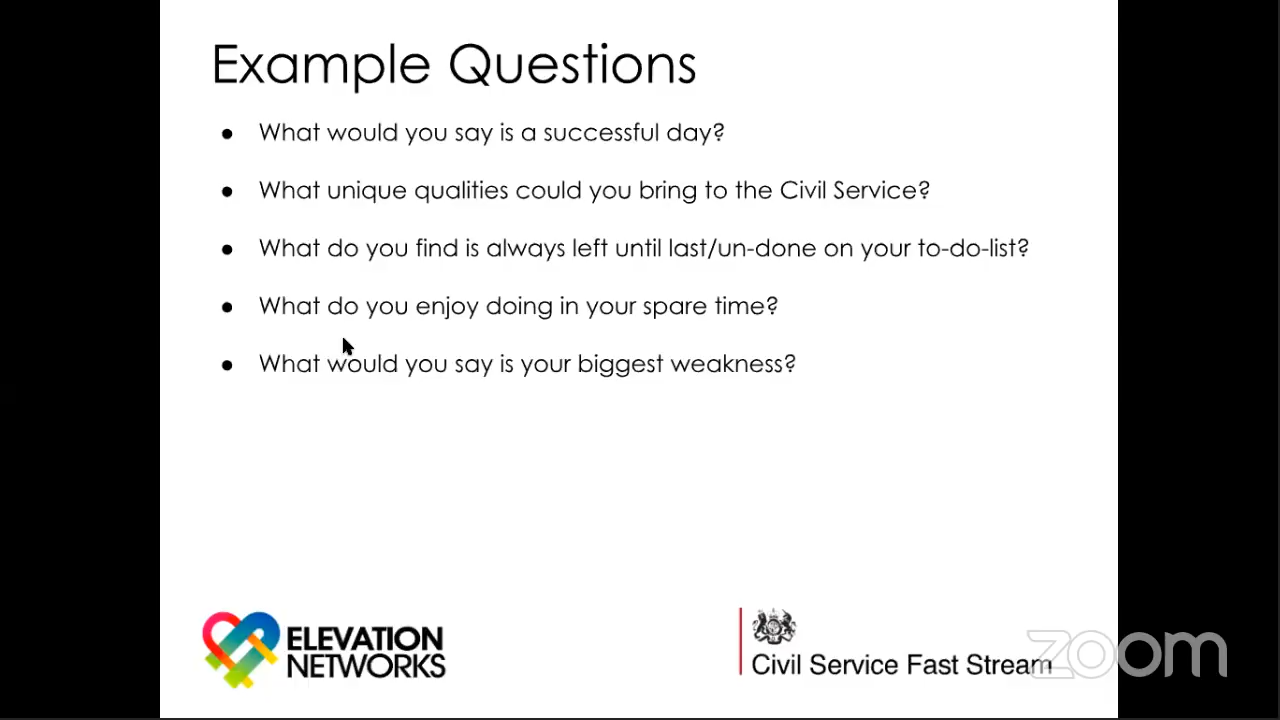 Example Questions
● What would you say is a successful day?
● What unique qualities could you bring to the Civil Service?
● What do you find is always left until last/un-done on your to-do-list?
● What do you enjoy doing in your spare time?
● What would you say is your biggest weakness?
ELEVATION
NETWORKS
Civil Service Fast Stream
zoom